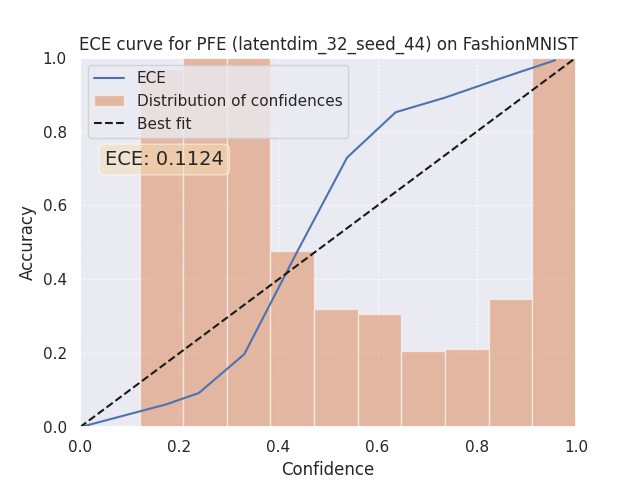 ECE curve for PFE (latentdim_32_seed_44) on FashionMNIST
ECE
Distribution of confidences
Best fit
ECE: 0.1124
1.0
0.8
0.6
0.4
0.2
0.0
Accuracy
0.0 0.2 0.4 0.6 0.8 1.0
Confidence